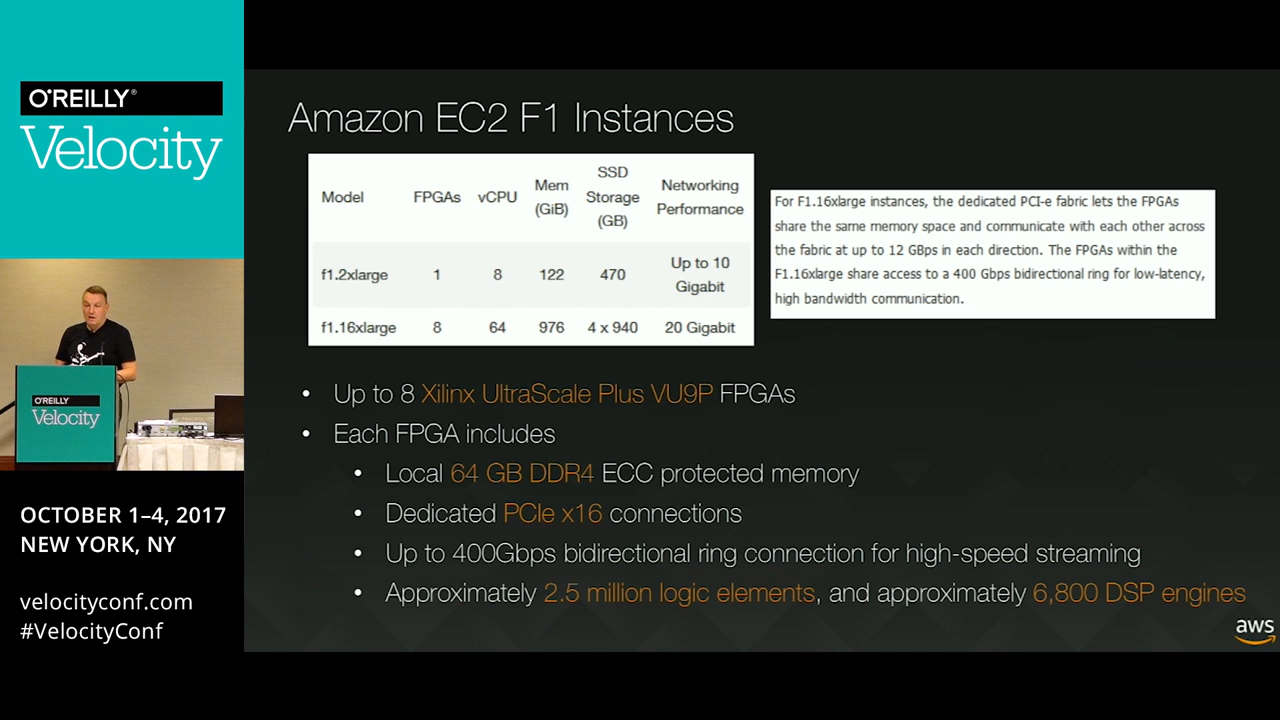 O'REILLY®
Velocity
O'REILLY
Velocity
OCTOBER 1–4, 2017
NEW YORK, NY
velocityconf.com
#VelocityConf
Amazon EC2 F1 Instances
Model FPGAs vCPU Mem (GiB) SSD Storage (GB) Networking Performance
f1.2xlarge 1 8 122 470 Up to 10 Gigabit
f1.16xlarge 8 64 976 4 x 940 20 Gigabit
For F1.16xlarge instances, the dedicated PCI-e fabric lets the FPGAs
share the same memory space and communicate with each other across
the fabric at up to 12 GBps in each direction. The FPGAs within the
F1.16xlarge share access to a 400 Gbps bidirectional ring for low-latency,
high bandwidth communication.
• Up to 8 Xilinx UltraScale Plus VU9P FPGAs
• Each FPGA includes
• Local 64 GB DDR4 ECC protected memory
• Dedicated PCIe x16 connections
• Up to 400Gbps bidirectional ring connection for high-speed streaming
• Approximately 2.5 million logic elements, and approximately 6,800 DSP engines
aws